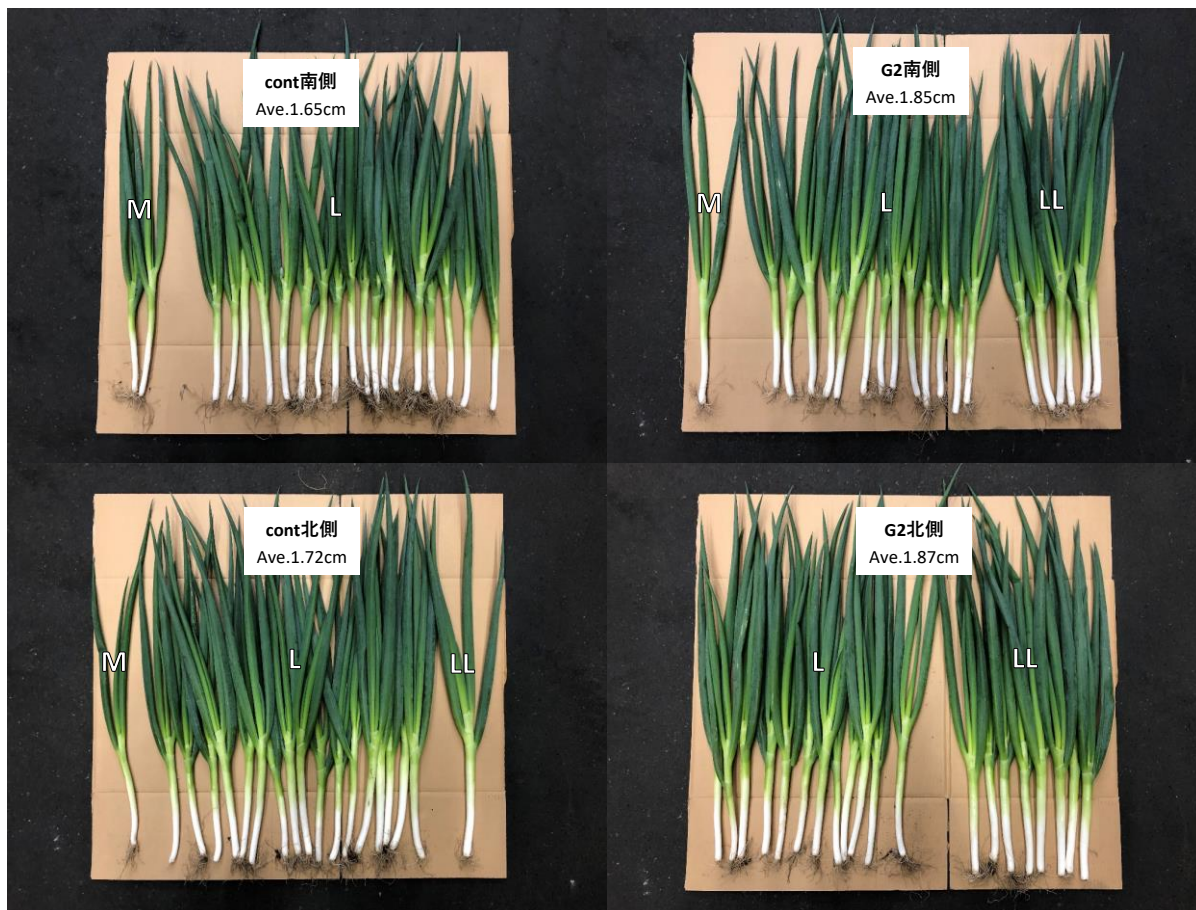 cont南側
Ave.1.65cm
M
L
G2南側
Ave.1.85cm
M
L
LL
cont北側
Ave.1.72cm
M
L
LL
G2北側
Ave.1.87cm
L
LL